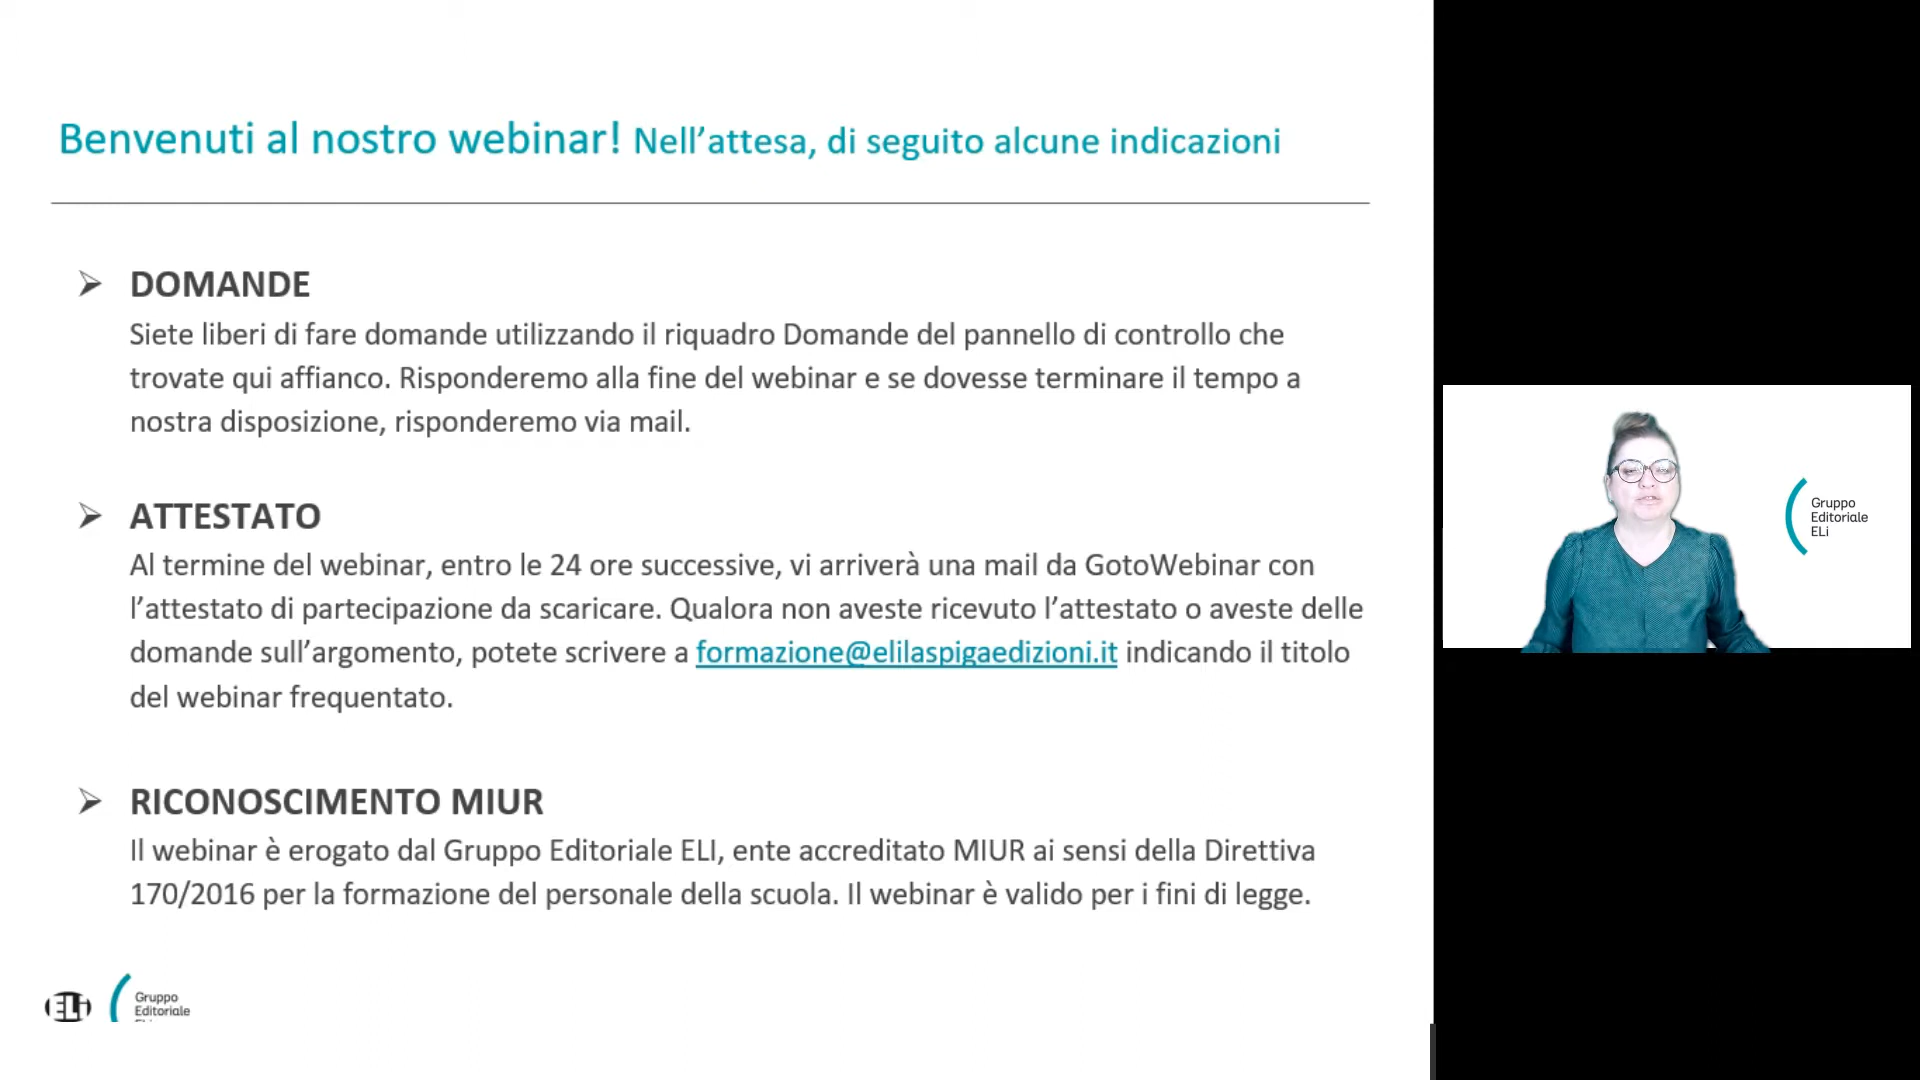 Benvenuti al nostro webinar! Nell’attesa, di seguito alcune indicazioni
DOMANDE
Siete liberi di fare domande utilizzando il riquadro Domande del pannello di controllo che
trovate qui affianco. Risponderemo alla fine del webinar e se dovesse terminare il tempo a
nostra disposizione, risponderemo via mail.
ATTESTATO
Al termine del webinar, entro le 24 ore successive, vi arriverà una mail da GotoWebinar con
l’attestato di partecipazione da scaricare. Qualora non aveste ricevuto l’attestato o aveste delle
domande sull’argomento, potete scrivere a formazione@elilaspigaedizioni.it indicando il titolo
del webinar frequentato.
RICONOSCIMENTO MIUR
Il webinar è erogato dal Gruppo Editoriale ELI, ente accreditato MIUR ai sensi della Direttiva
170/2016 per la formazione del personale della scuola. Il webinar è valido per i fini di legge.
ELi
Gruppo
Editoriale
Gruppo
Editoriale
ELi